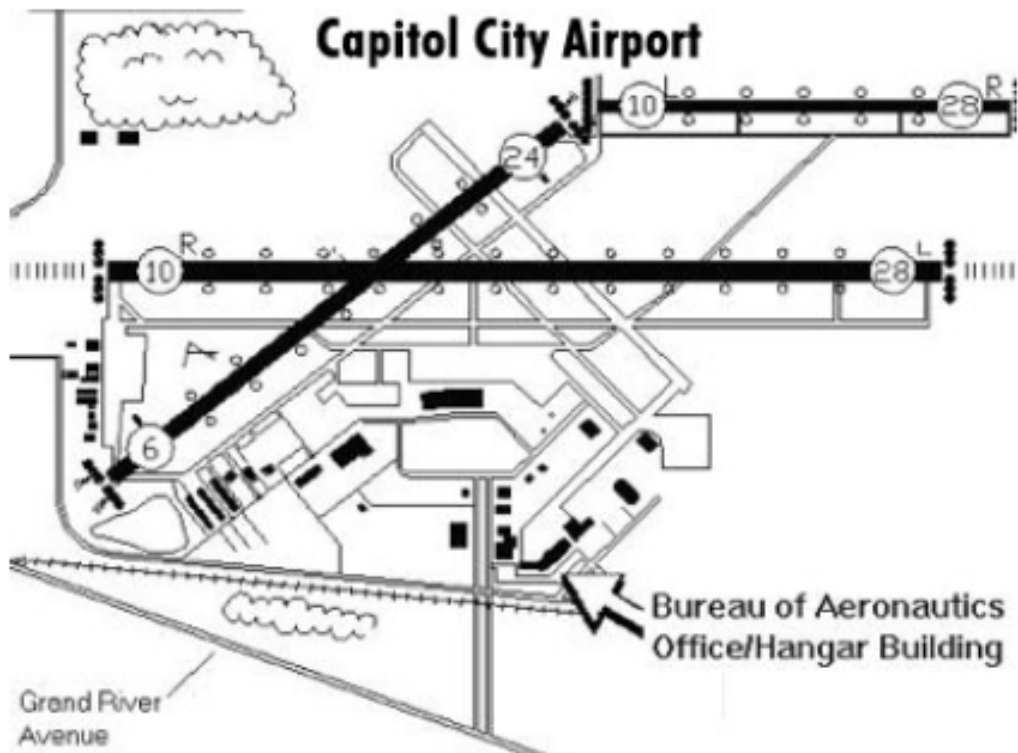 Capitol City Airport
L
R
10
28
24
R
L
10
28
6
Bureau of Aeronautics
Office/Hangar Building
Grand River
Avenue